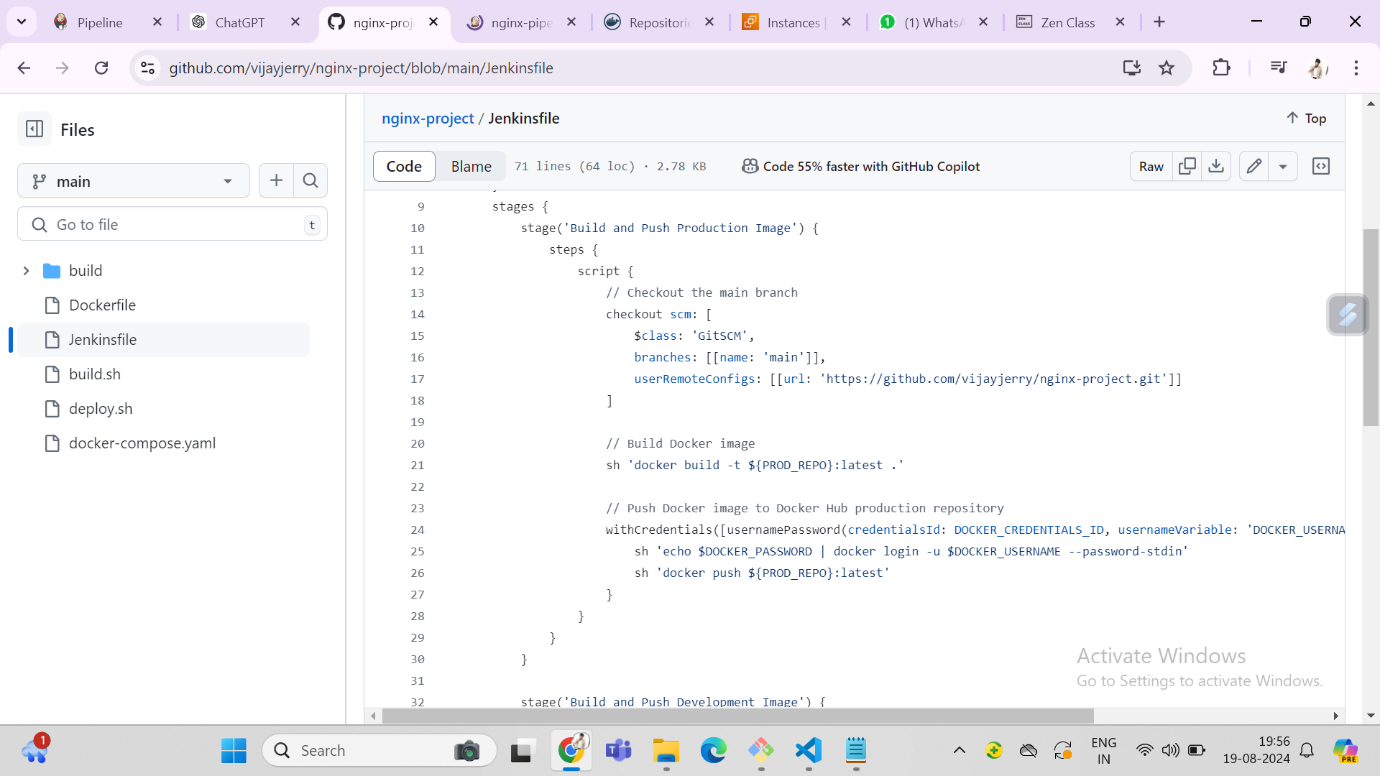 Pipeline
ChatGPT
nginx-proje
nginx-pipe
Repositorie
Instances |
(1) WhatsA
Zen Class
github.com/vijayjerry/nginx-project/blob/main/Jenkinsfile
Files
main
Go to file
t
build
Dockerfile
Jenkinsfile
build.sh
deploy.sh
docker-compose.yaml
nginx-project / Jenkinsfile
Top
Code Blame 71 lines (64 loc) · 2.78 KB Code 55% faster with GitHub Copilot Raw
9 stages {
10 stage('Build and Push Production Image') {
11 steps {
12 script {
13 // Checkout the main branch
14 checkout scm: [
15 $class: 'GitSCM',
16 branches: [[name: 'main']],
17 userRemoteConfigs: [[url: 'https://github.com/vijayjerry/nginx-project.git']]
18 ]
19
20 // Build Docker image
21 sh 'docker build -t ${PROD_REPO}:latest .'
22
23 // Push Docker image to Docker Hub production repository
24 withCredentials([usernamePassword(credentialsId: DOCKER_CREDENTIALS_ID, usernameVariable: 'DOCKER_USERNA
25 sh 'echo $DOCKER_PASSWORD | docker login -u $DOCKER_USERNAME --password-stdin'
26 sh 'docker push ${PROD_REPO}:latest'
27 }
28 }
29 }
30 }
31
32 stage('Build and Push Development Image') {
Activate Windows
Go to Settings to activate Windows.
1
Search
ENG
IN
19:56
19-08-2024
PRE